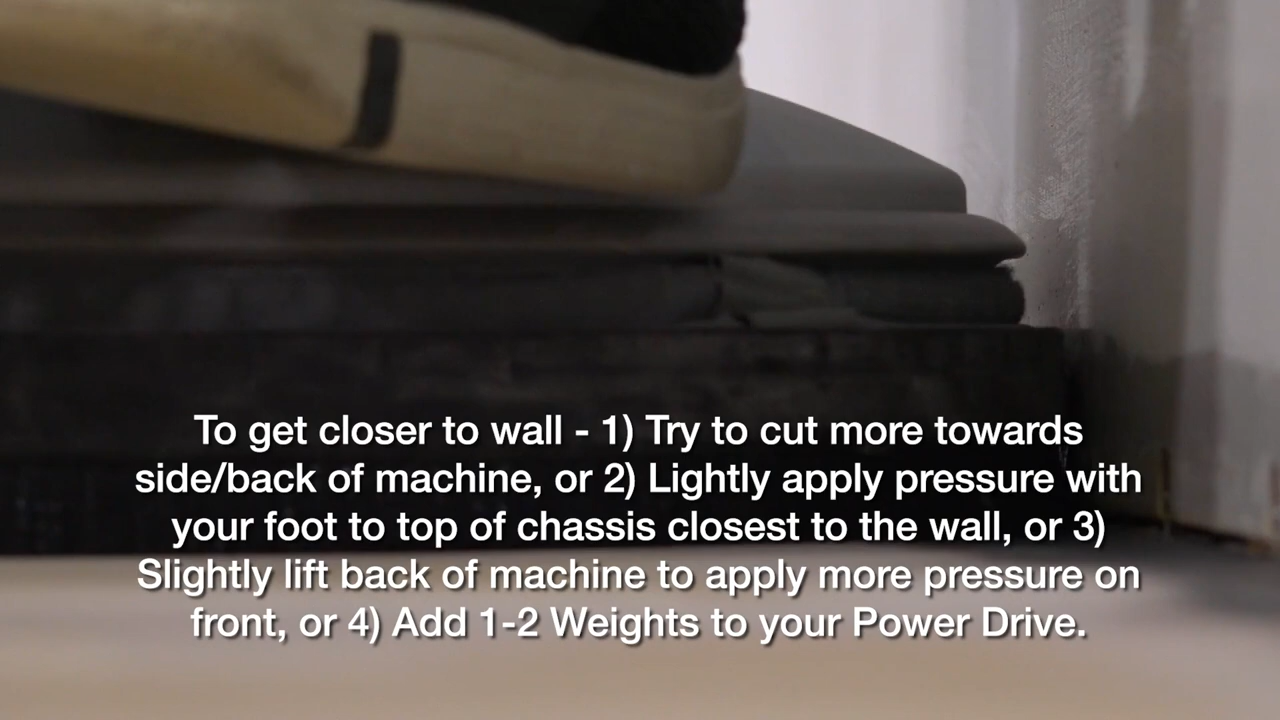 To get closer to wall - 1) Try to cut more towards
side/back of machine, or 2) Lightly apply pressure with
your foot to top of chassis closest to the wall, or 3)
Slightly lift back of machine to apply more pressure on
front, or 4) Add 1-2 Weights to your Power Drive.